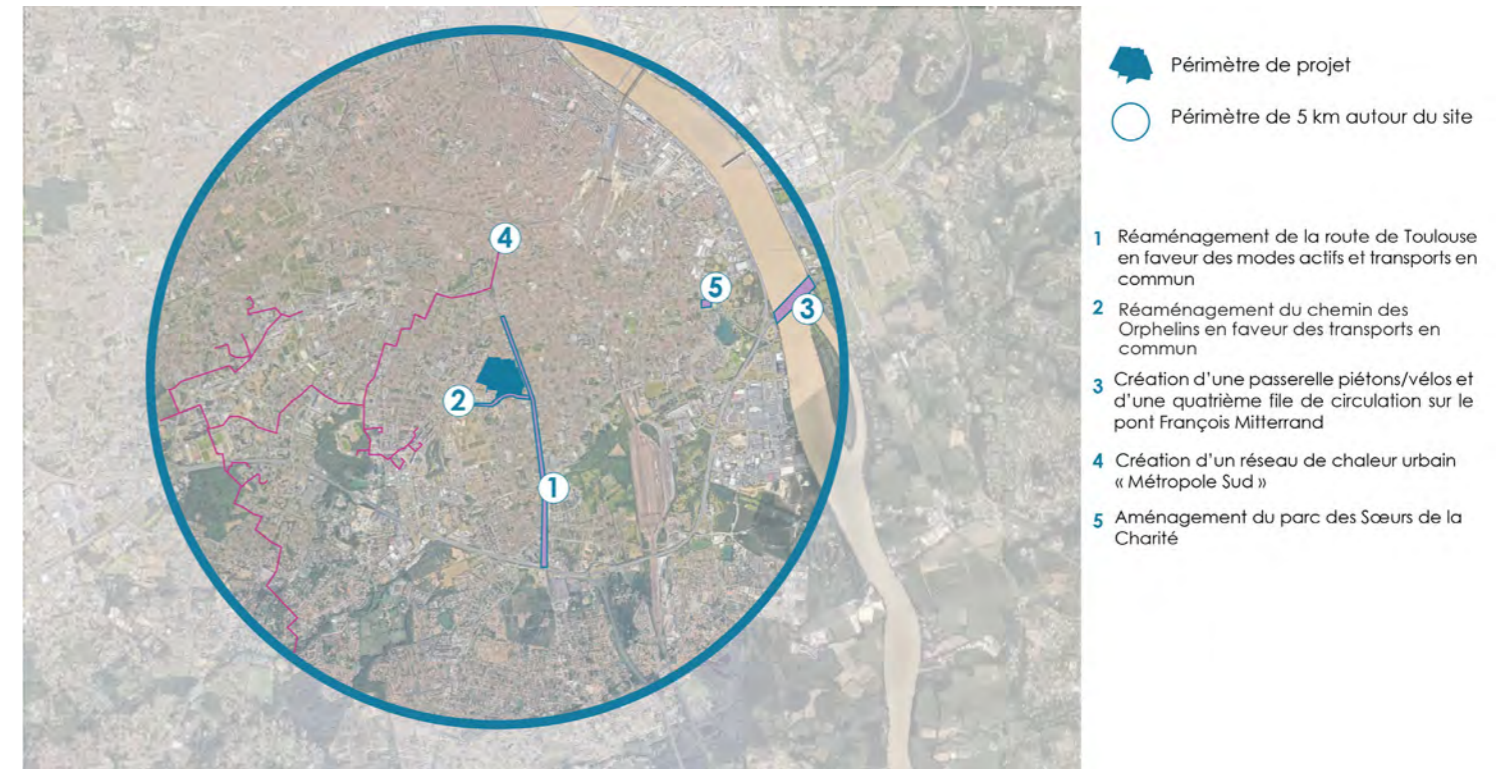 Périmètre de projet
Périmètre de 5 km autour du site
4
5
3
2
1
1 Réaménagement de la route de Toulouse
en faveur des modes actifs et transports en
commun
2 Réaménagement du chemin des
Orphelins en faveur des transports en
commun
3 Création d'une passerelle piétons/vélos et
d'une quatrième file de circulation sur le
pont François Mitterrand
4 Création d'un réseau de chaleur urbain
« Métropole Sud »
5 Aménagement du parc des Sœurs de la
Charité